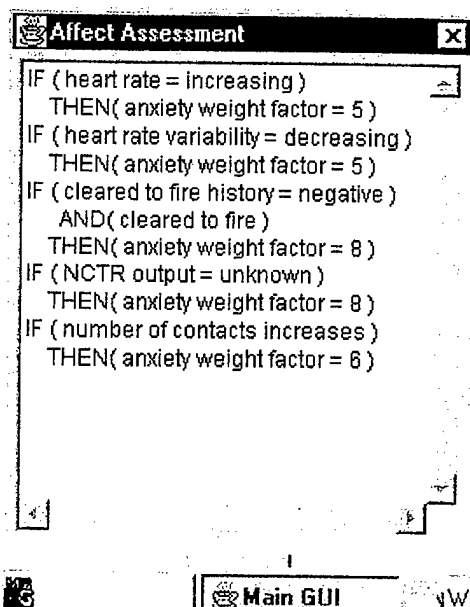 Affect Assessment
IF ( heart rate = increasing )
THEN( anxiety weight factor = 5 )
IF ( heart rate variability = decreasing )
THEN( anxiety weight factor = 5 )
IF ( cleared to fire history = negative )
AND( cleared to fire )
THEN( anxiety weight factor = 8 )
IF ( NCTR output = unknown )
THEN( anxiety weight factor = 8 )
IF ( number of contacts increases )
THEN( anxiety weight factor = 6 )
Main GUI